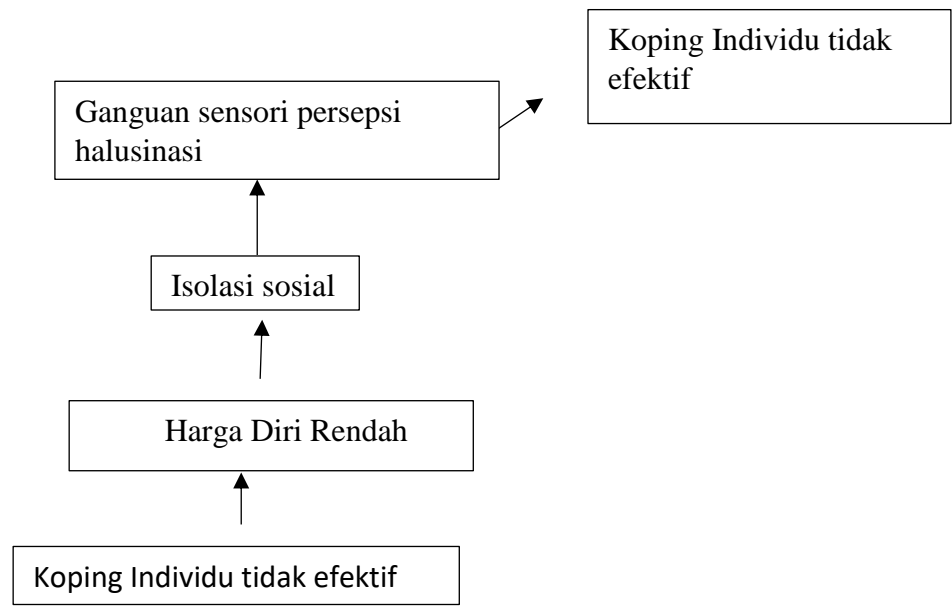 Koping Individu tidak
efektif
Ganguan sensori persepsi
halusinasi
Isolasi sosial
Harga Diri Rendah
Koping Individu tidak efektif